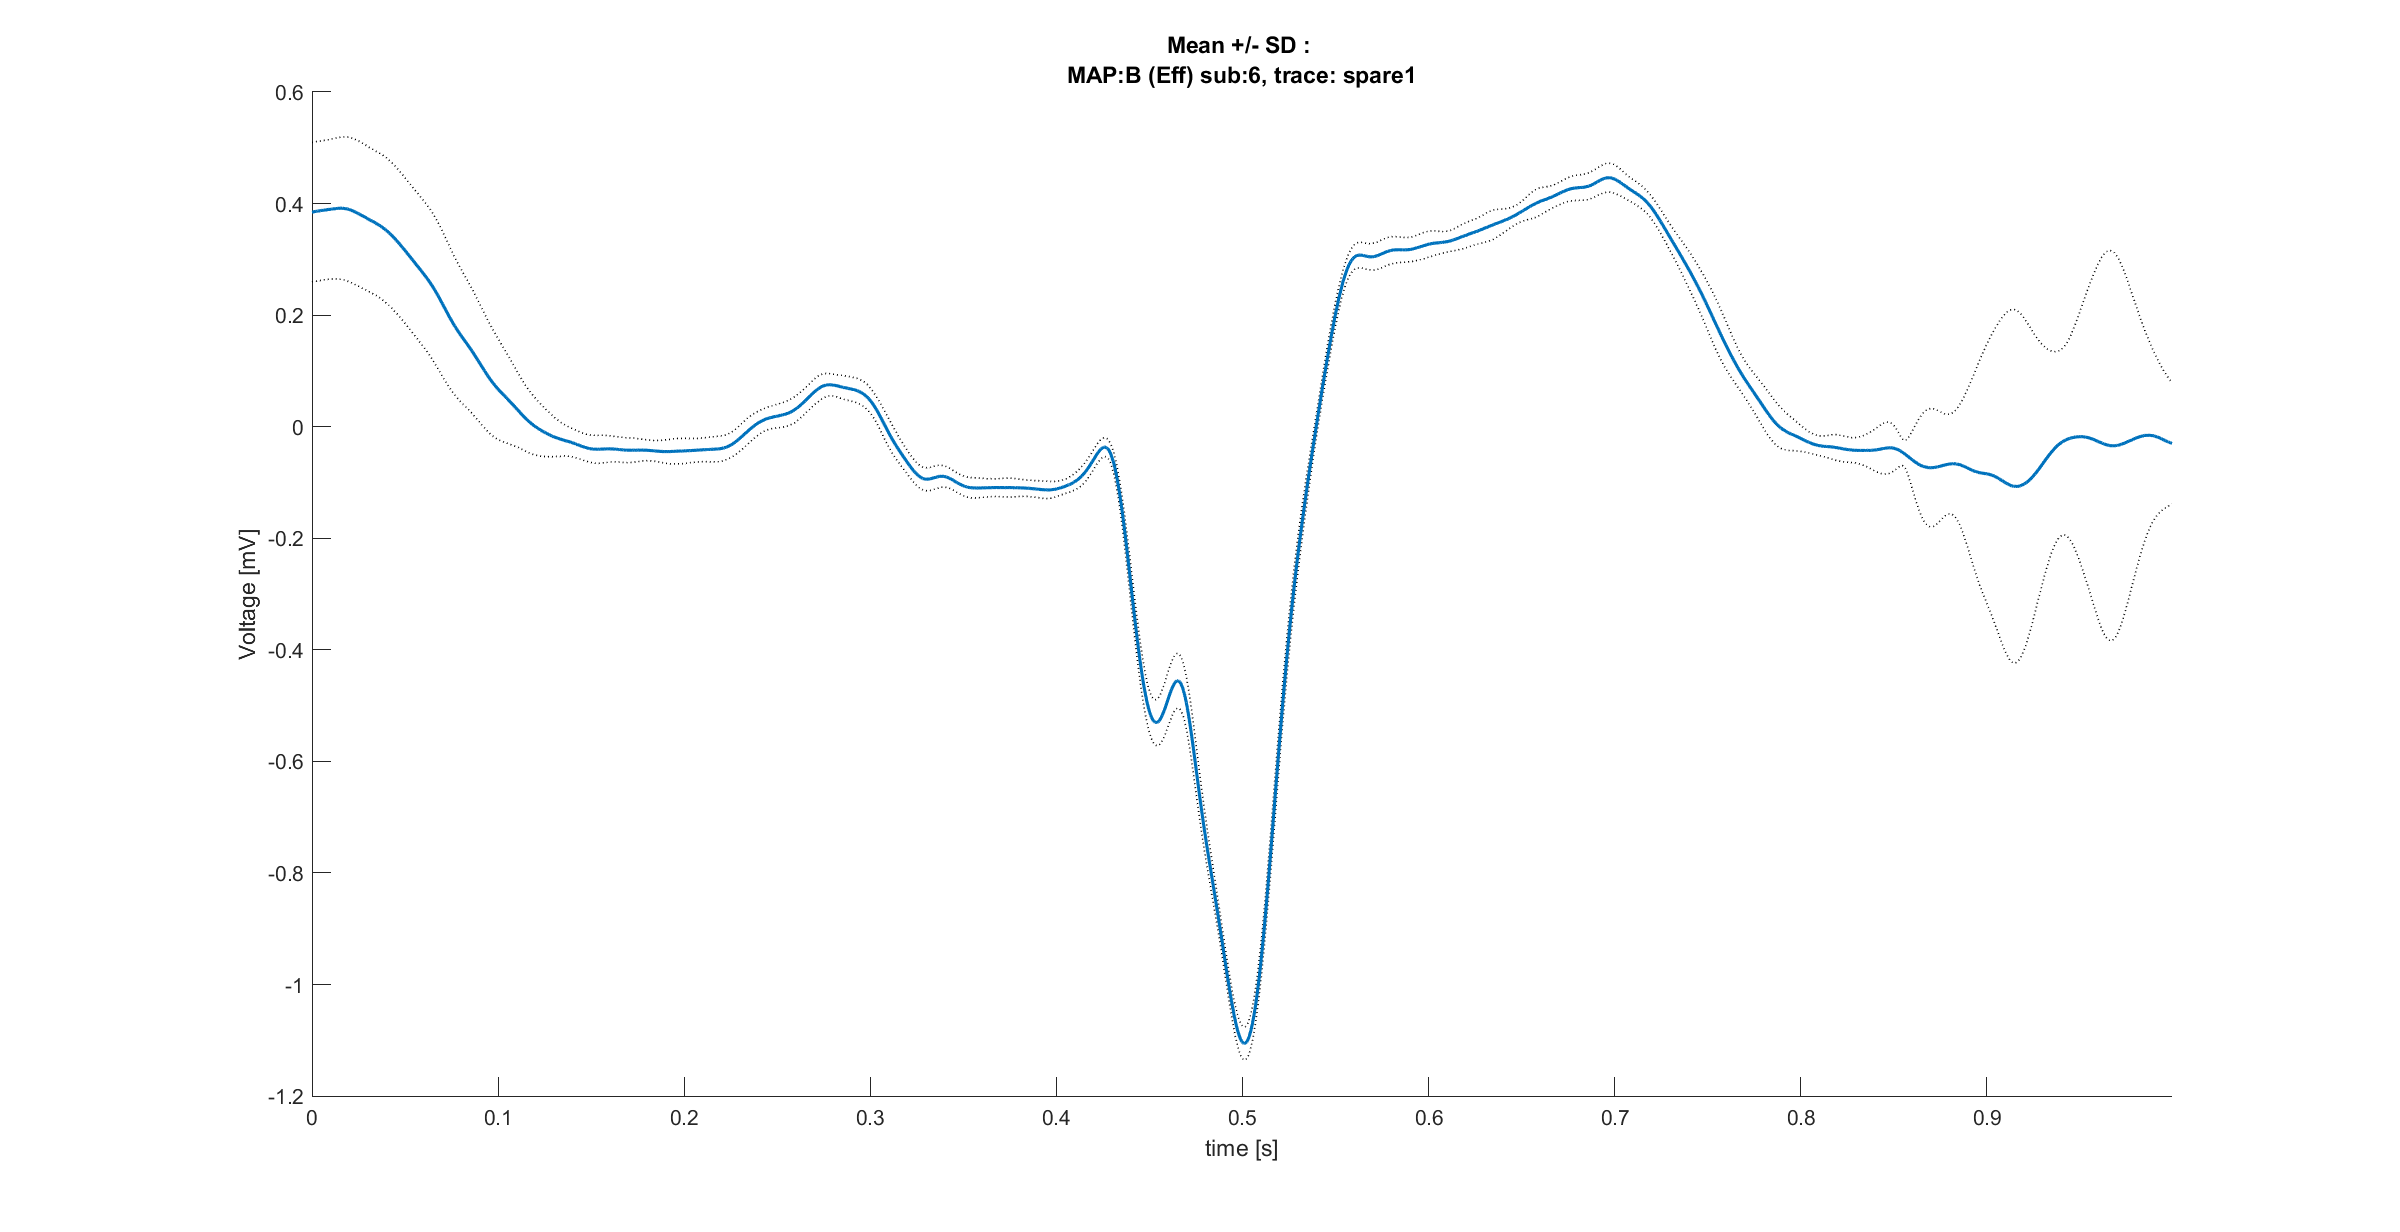 Mean +/- SD :
MAP:B (Eff) sub:6, trace: spare1
0.6
0.4
0.2
0
-0.2
-0.4
-0.6
-0.8
-1
-1.2
Voltage [mV]
0 0.1 0.2 0.3 0.4 0.5 0.6 0.7 0.8 0.9
time [s]